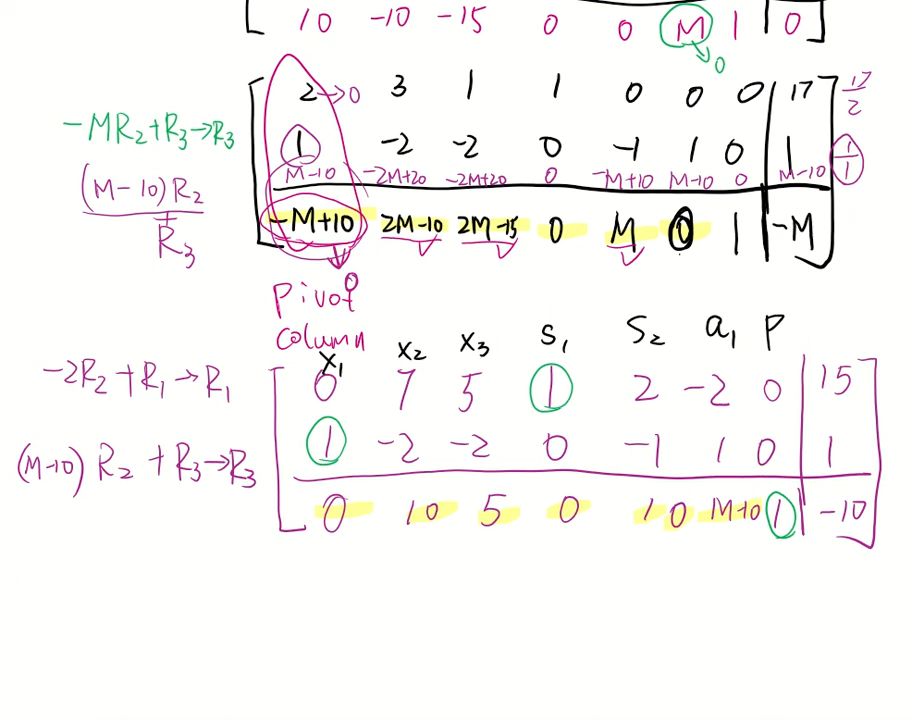 10 -10 -15 0 0 M 1 0
0
2→0 3 1 1 0 0 0 17 17/2
-MR₂+R₃→R₃
1 -2 -2 0 -1 1 0 1 1/1
M-10 -2M+20 -2M+20 0 -M+10 M-10 0 M-10
(M-10)R₂
+
R₃
-M+10 2M-10 2M-15 0 M 0 1 -M
0
Pivot
column
x₁ x₂ x₃ s₁ s₂ a₁ P
-2R₂+R₁→R₁
0 7 5 1 2 -2 0 15
(M-10) R₂ + R₃→R₃
1 -2 -2 0 -1 1 0 1
0 10 5 0 10 M-10 1 -10